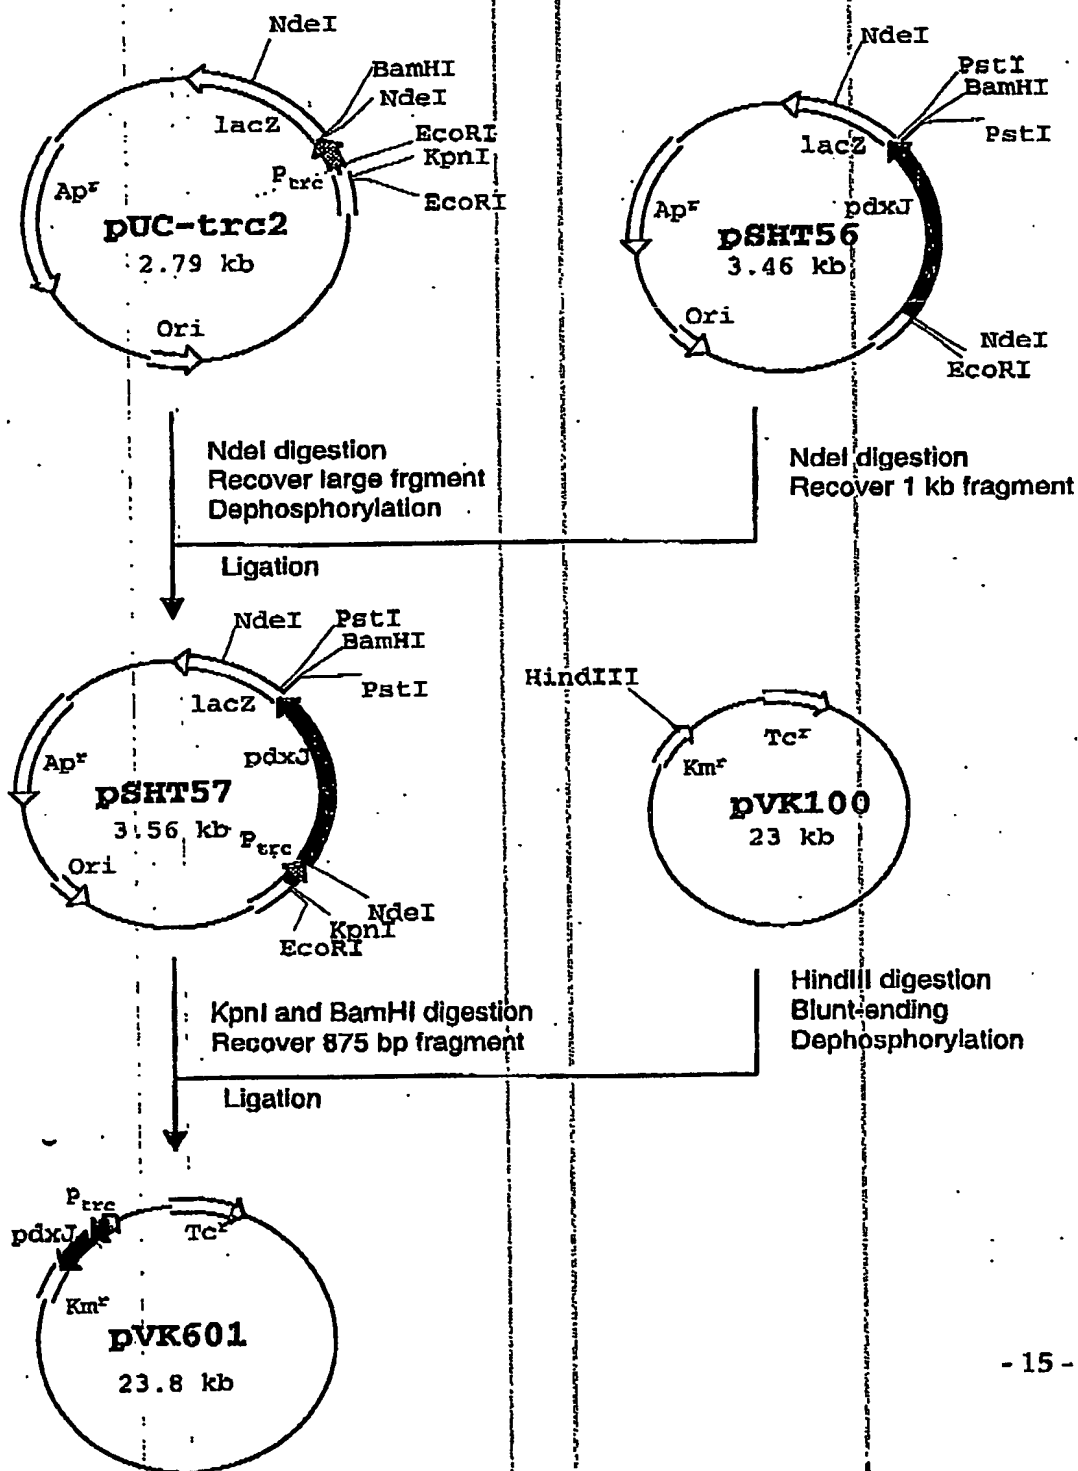 NdeI
BamHI
NdeI
lacZ
EcoRI
KpnI
Ptrc
EcoRI
Apr
pUC-trc2
2.79 kb
Ori
NdeI
PstI
BamHI
PstI
lacZ
Apr
pdxJ
pSHT56
3.46 kb
Ori
NdeI
EcoRI
NdeI digestion
Recover large frgment
Dephosphorylation
NdeI digestion
Recover 1 kb fragment
Ligation
NdeI
PstI
BamHI
PstI
lacZ
Apr
pdxJ
pSHT57
3.56 kb
Ptrc
Ori
NdeI
KpnI
EcoRI
HindIII
Tcr
Kmr
pVK100
23 kb
KpnI and BamHI digestion
Recover 875 bp fragment
HindIII digestion
Blunt-ending
Dephosphorylation
Ligation
Ptrc
pdxJ
Tcr
Kmr
pVK601
23.8 kb
- 15 -